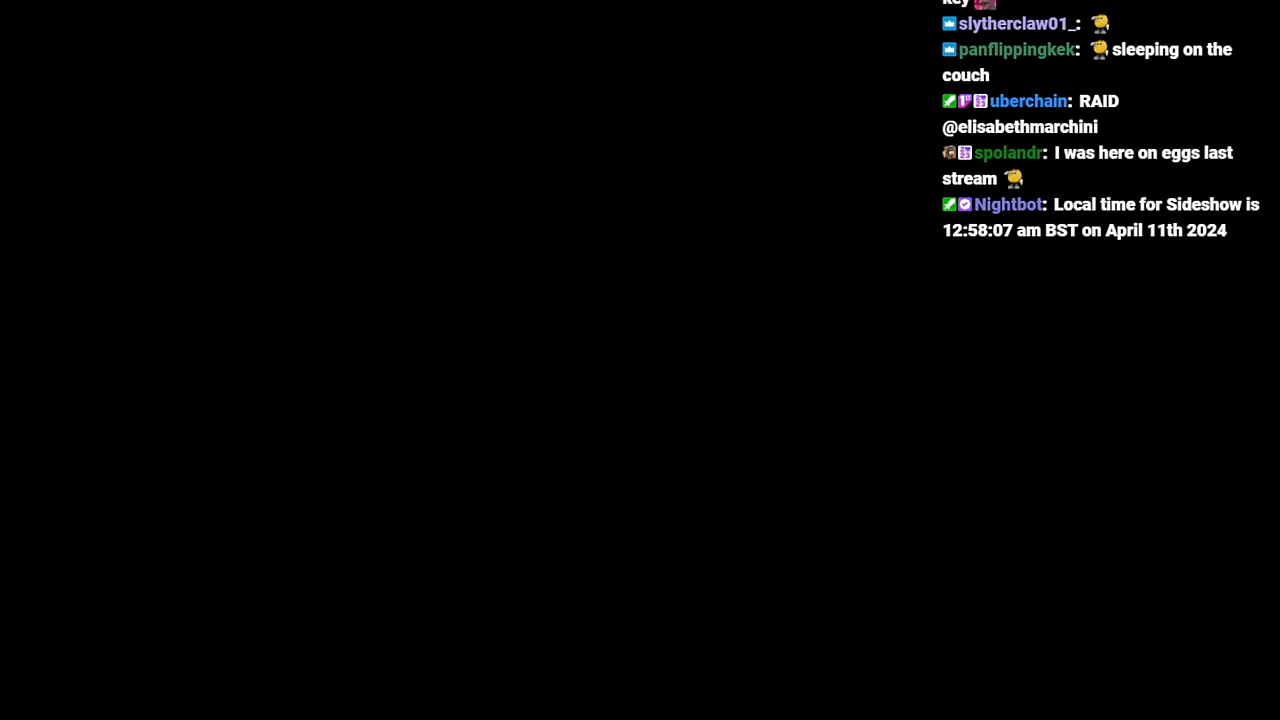 key
slytherclaw01_:
panflippingkek: sleeping on the
couch
uberchain: RAID
@elisabethmarchini
spolandr: I was here on eggs last
stream
Nightbot: Local time for Sideshow is
12:58:07 am BST on April 11th 2024